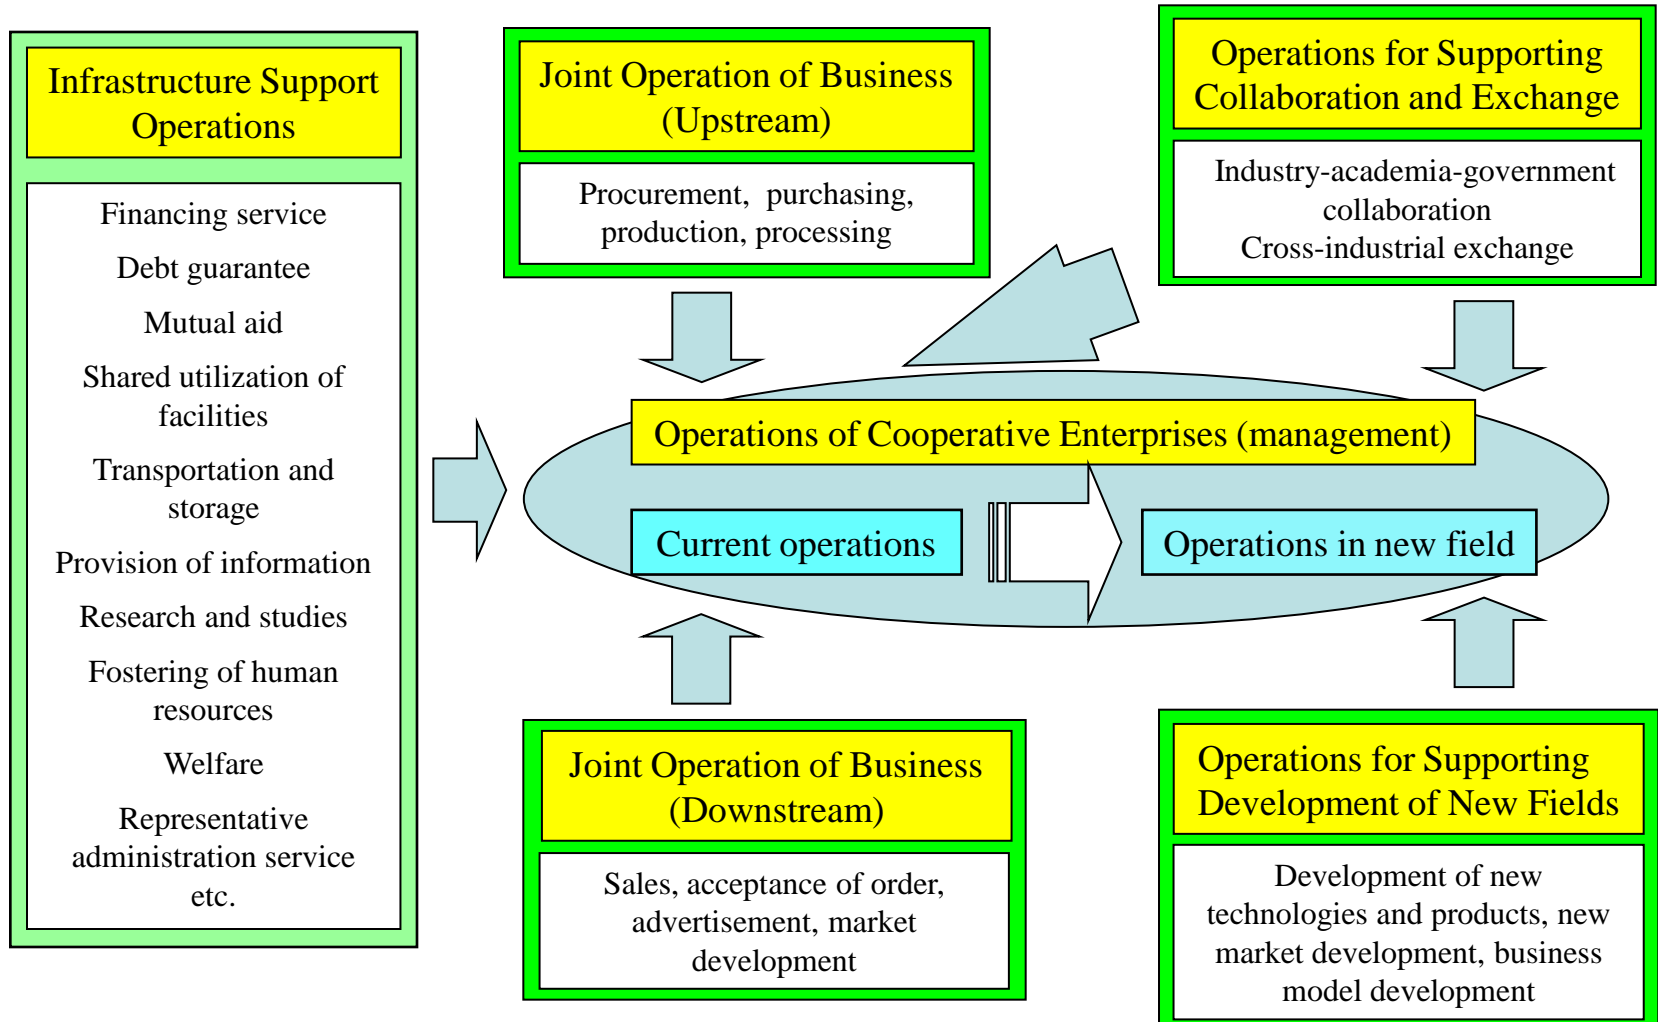 Infrastructure Support
Operations
Financing service
Debt guarantee
Mutual aid
Shared utilization of
facilities
Transportation and
storage
Provision of information
Research and studies
Fostering of human
resources
Welfare
Representative
administration service
etc.
Joint Operation of Business
(Upstream)
Procurement, purchasing,
production, processing
Operations for Supporting
Collaboration and Exchange
Industry-academia-government
collaboration
Cross-industrial exchange
Operations of Cooperative Enterprises (management)
Current operations
Operations in new field
Joint Operation of Business
(Downstream)
Sales, acceptance of order,
advertisement, market
development
Operations for Supporting
Development of New Fields
Development of new
technologies and products, new
market development, business
model development